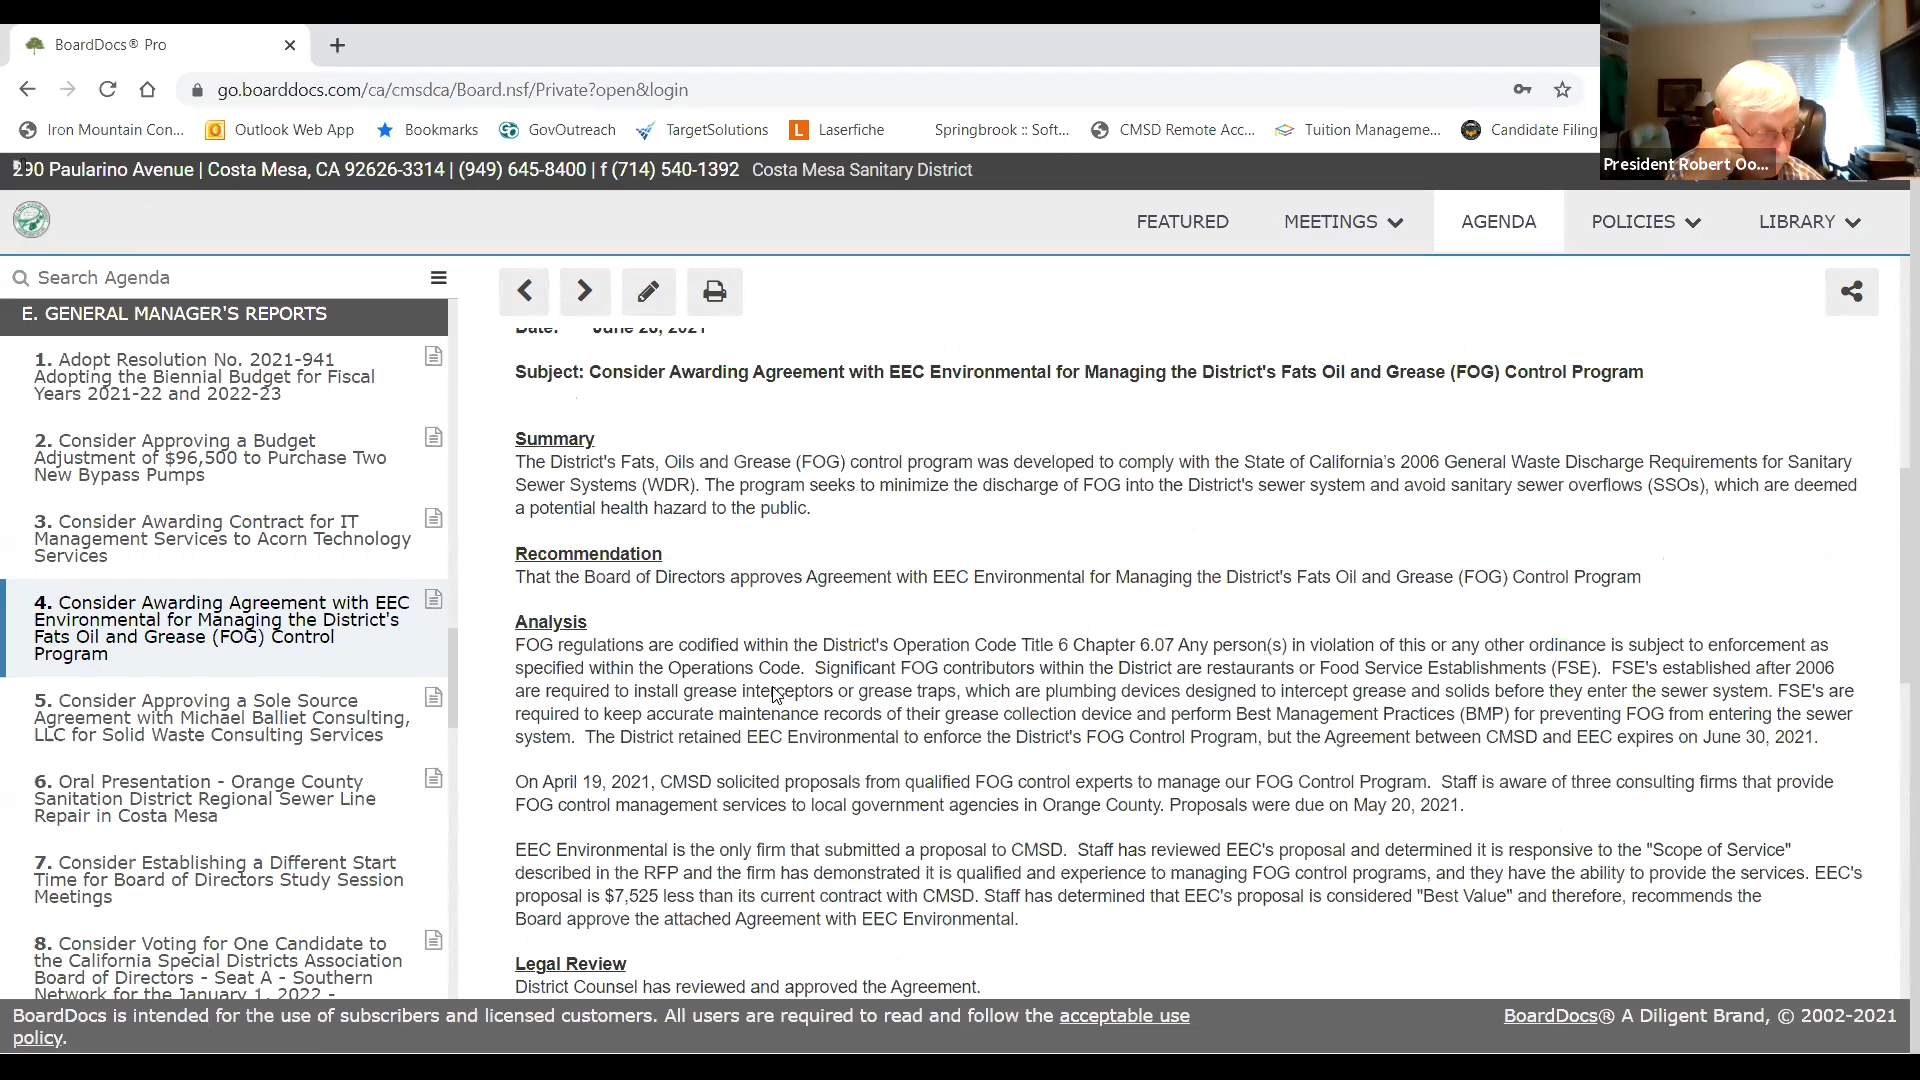 BoardDocs® Pro
go.boarddocs.com/ca/cmsdca/Board.nsf/Private?open&login
Iron Mountain Con... Outlook Web App Bookmarks GovOutreach TargetSolutions Laserfiche Springbrook :: Soft... CMSD Remote Acc... Tuition Manageme... Candidate Filing
President Robert Oo...
290 Paularino Avenue | Costa Mesa, CA 92626-3314 | (949) 645-8400 | f (714) 540-1392 Costa Mesa Sanitary District
FEATURED MEETINGS AGENDA POLICIES LIBRARY
Search Agenda
E. GENERAL MANAGER'S REPORTS
1. Adopt Resolution No. 2021-941
Adopting the Biennial Budget for Fiscal
Years 2021-22 and 2022-23
2. Consider Approving a Budget
Adjustment of $96,500 to Purchase Two
New Bypass Pumps
3. Consider Awarding Contract for IT
Management Services to Acorn Technology
Services
4. Consider Awarding Agreement with EEC
Environmental for Managing the District's
Fats Oil and Grease (FOG) Control
Program
5. Consider Approving a Sole Source
Agreement with Michael Balliet Consulting,
LLC for Solid Waste Consulting Services
6. Oral Presentation - Orange County
Sanitation District Regional Sewer Line
Repair in Costa Mesa
7. Consider Establishing a Different Start
Time for Board of Directors Study Session
Meetings
8. Consider Voting for One Candidate to
the California Special Districts Association
Board of Directors - Seat A - Southern
Network for the January 1, 2022 -
Date: June 28, 2021
Subject: Consider Awarding Agreement with EEC Environmental for Managing the District's Fats Oil and Grease (FOG) Control Program
Summary
The District's Fats, Oils and Grease (FOG) control program was developed to comply with the State of California's 2006 General Waste Discharge Requirements for Sanitary
Sewer Systems (WDR). The program seeks to minimize the discharge of FOG into the District's sewer system and avoid sanitary sewer overflows (SSOs), which are deemed
a potential health hazard to the public.
Recommendation
That the Board of Directors approves Agreement with EEC Environmental for Managing the District's Fats Oil and Grease (FOG) Control Program
Analysis
FOG regulations are codified within the District's Operation Code Title 6 Chapter 6.07 Any person(s) in violation of this or any other ordinance is subject to enforcement as
specified within the Operations Code. Significant FOG contributors within the District are restaurants or Food Service Establishments (FSE). FSE's established after 2006
are required to install grease interceptors or grease traps, which are plumbing devices designed to intercept grease and solids before they enter the sewer system. FSE's are
required to keep accurate maintenance records of their grease collection device and perform Best Management Practices (BMP) for preventing FOG from entering the sewer
system. The District retained EEC Environmental to enforce the District's FOG Control Program, but the Agreement between CMSD and EEC expires on June 30, 2021.
On April 19, 2021, CMSD solicited proposals from qualified FOG control experts to manage our FOG Control Program. Staff is aware of three consulting firms that provide
FOG control management services to local government agencies in Orange County. Proposals were due on May 20, 2021.
EEC Environmental is the only firm that submitted a proposal to CMSD. Staff has reviewed EEC's proposal and determined it is responsive to the "Scope of Service"
described in the RFP and the firm has demonstrated it is qualified and experience to managing FOG control programs, and they have the ability to provide the services. EEC's
proposal is $7,525 less than its current contract with CMSD. Staff has determined that EEC's proposal is considered "Best Value" and therefore, recommends the
Board approve the attached Agreement with EEC Environmental.
Legal Review
District Counsel has reviewed and approved the Agreement.
BoardDocs is intended for the use of subscribers and licensed customers. All users are required to read and follow the acceptable use
policy.
BoardDocs® A Diligent Brand, © 2002-2021